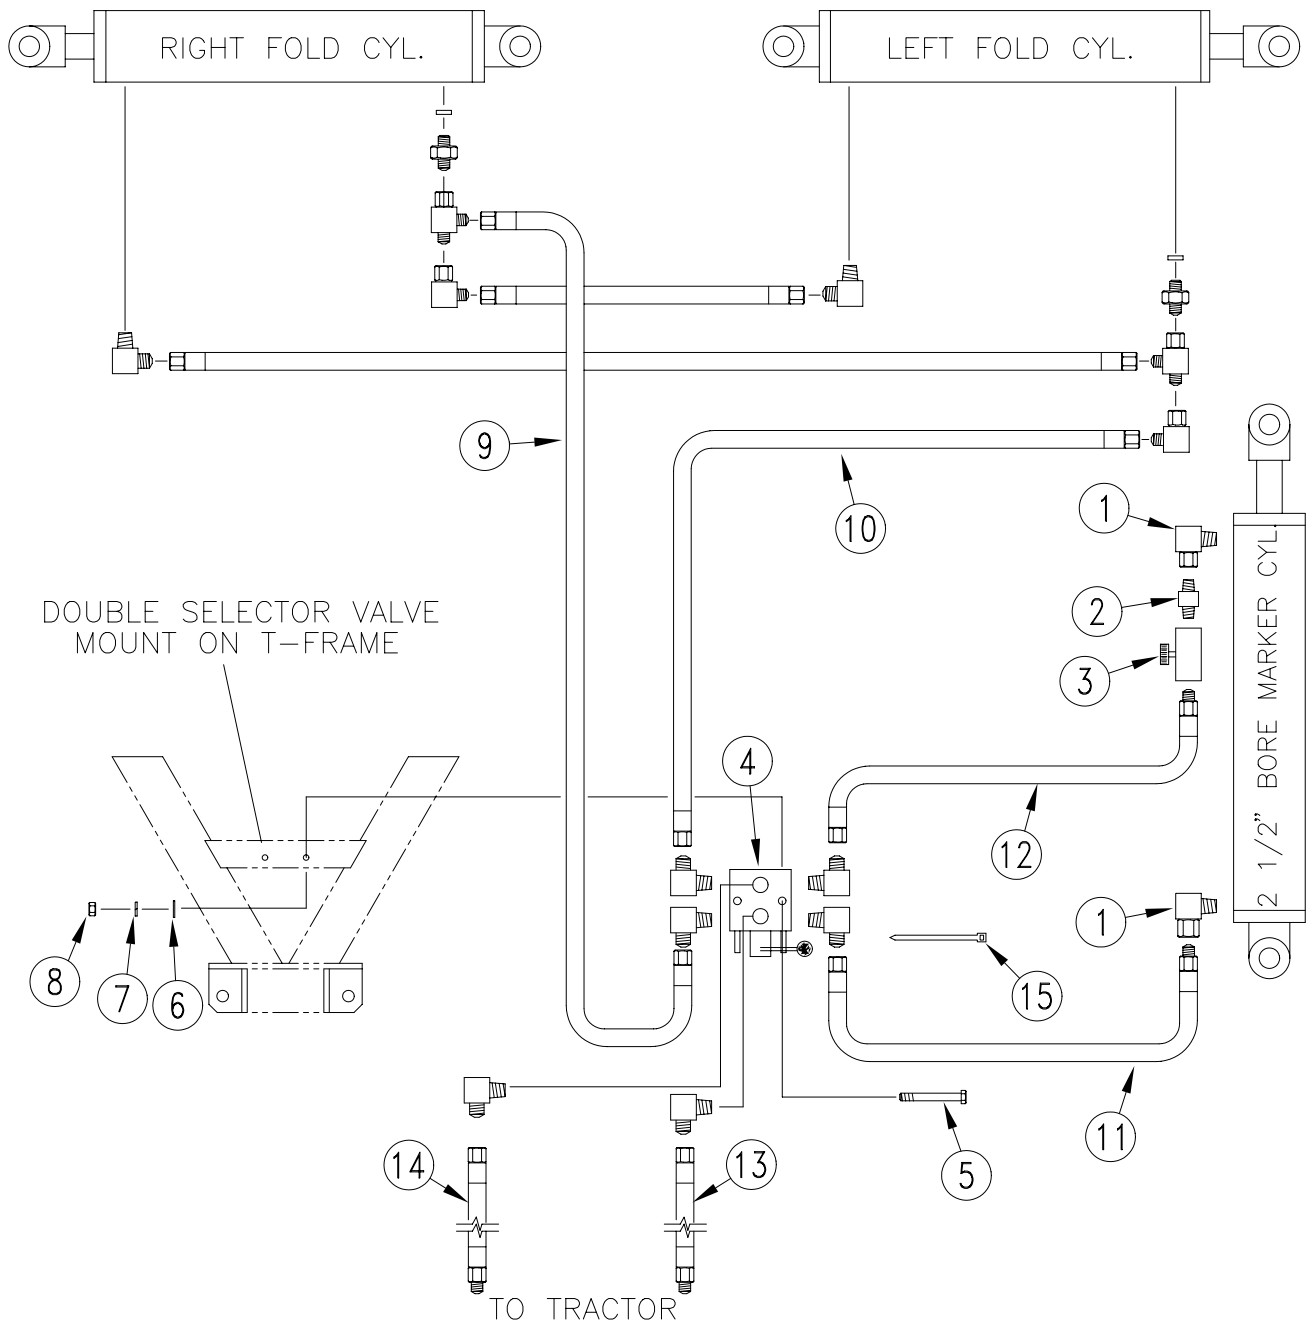 RIGHT FOLD CYL.
LEFT FOLD CYL.
9
10
1
2
3
2 1/2" BORE MARKER CYL.
DOUBLE SELECTOR VALVE
MOUNT ON T-FRAME
4
12
1
8
7
6
15
11
5
14
13
TO TRACTOR